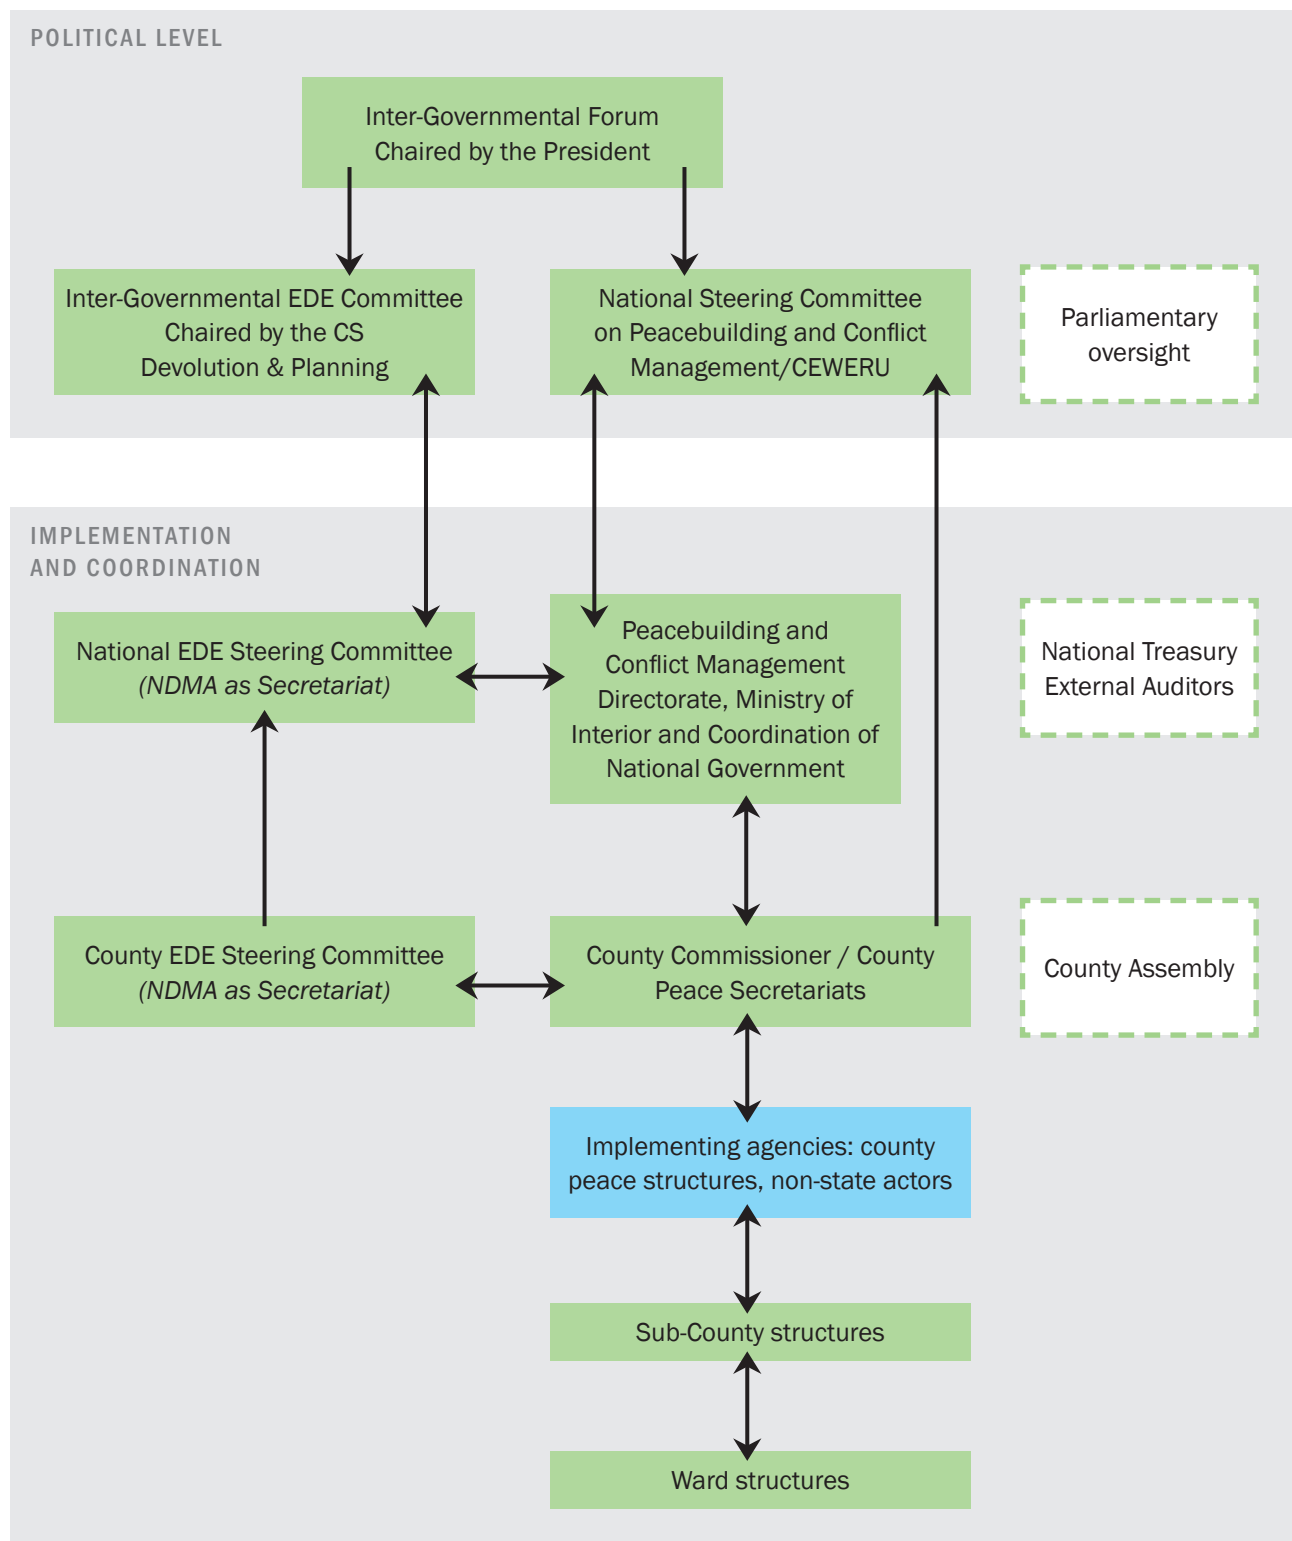 POLITICAL LEVEL
Inter-Governmental Forum
Chaired by the President
Inter-Governmental EDE Committee
Chaired by the CS
Devolution & Planning
National Steering Committee
on Peacebuilding and Conflict
Management/CEWERU
Parliamentary
oversight
IMPLEMENTATION
AND COORDINATION
National EDE Steering Committee
(NDMA as Secretariat)
Peacebuilding and
Conflict Management
Directorate, Ministry of
Interior and Coordination of
National Government
National Treasury
External Auditors
County EDE Steering Committee
(NDMA as Secretariat)
County Commissioner / County
Peace Secretariats
County Assembly
Implementing agencies: county
peace structures, non-state actors
Sub-County structures
Ward structures